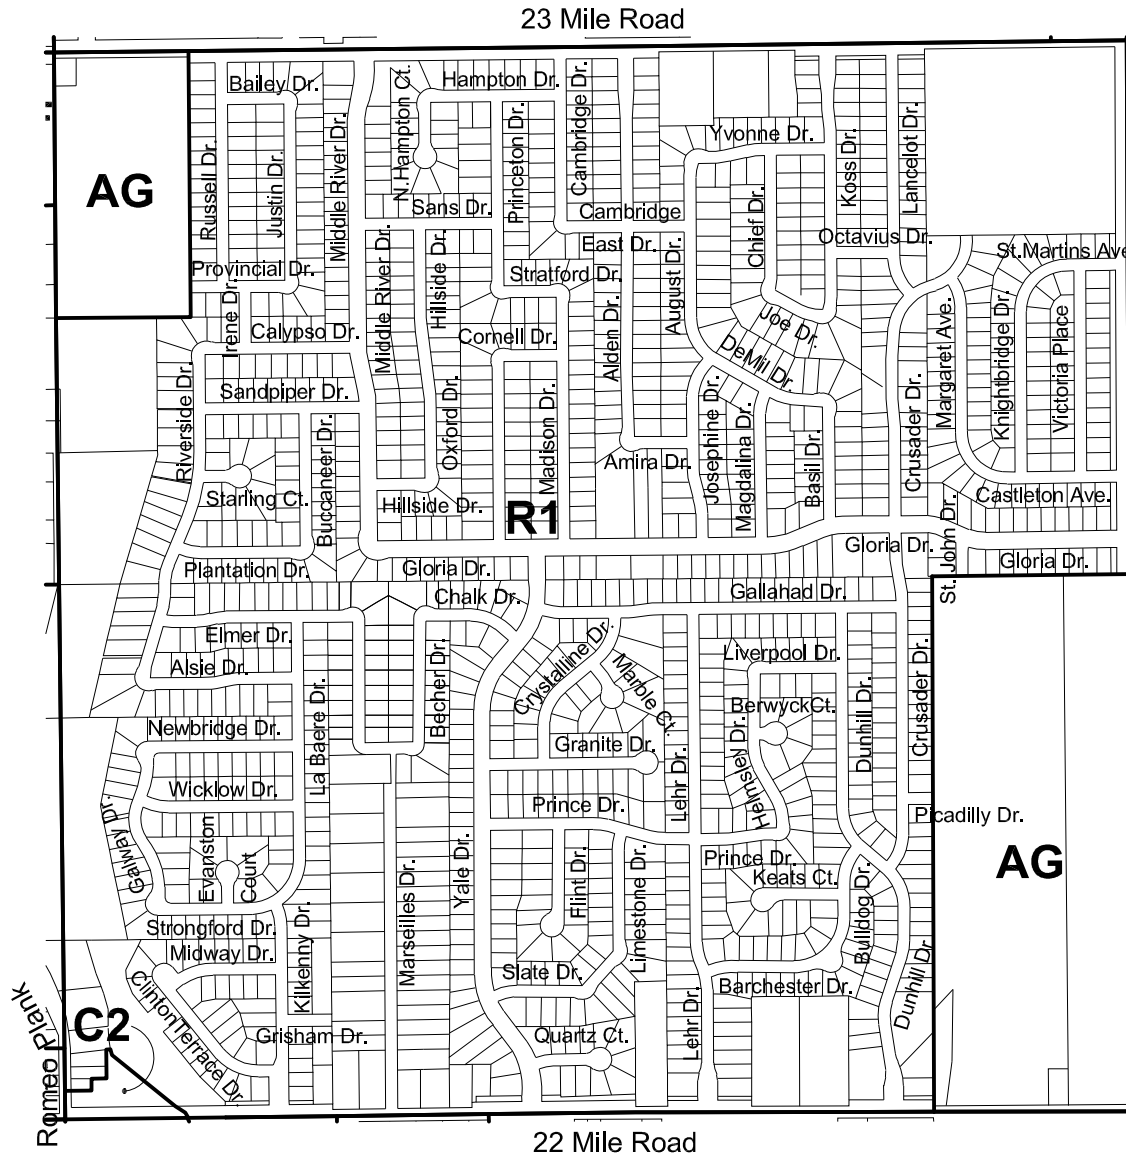 23 Mile Road
Bailey Dr.
Hampton Dr.
N.Hampton Ct.
Cambridge Dr.
Yvonne Dr.
Koss Dr.
Lancelot Dr.
Middle River Dr.
Princeton Dr.
AG
Russell Dr.
Justin Dr.
Sans Dr.
Cambridge
Chief Dr.
Octavius Dr.
St.Martins Ave
East Dr.
Provincial Dr.
Stratford Dr.
Middle River Dr.
Hillside Dr.
August Dr.
Irene Dr.
Calypso Dr.
Cornell Dr.
Alden Dr.
Joe Dr.
DeMil Dr.
Margaret Ave.
Knightbridge Dr.
Victoria Place
Sandpiper Dr.
Riverside Dr.
Oxford Dr.
Madison Dr.
Josephine Dr.
Magdalina Dr.
Basil Dr.
Crusader Dr.
Buccaneer Dr.
Amira Dr.
Starling Ct.
Hillside Dr.
R1
Castleton Ave.
St. John Dr.
Gloria Dr.
Gloria Dr.
Plantation Dr.
Gloria Dr.
Chalk Dr.
Gallahad Dr.
Elmer Dr.
Alsie Dr.
Crystalline Dr.
Marble Ct.
Liverpool Dr.
Crusader Dr.
La Baere Dr.
Becher Dr.
Berwyck Ct.
Dunhill Dr.
Newbridge Dr.
Granite Dr.
Helmsley Dr.
Lehr Dr.
Wicklow Dr.
Prince Dr.
Picadilly Dr.
Galway Dr.
Evanston
Court
Yale Dr.
Prince Dr.
Keats Ct.
AG
Flint Dr.
Limestone Dr.
Bulldog Dr.
Marseilles Dr.
Strongford Dr.
Midway Dr.
Kilkenny Dr.
Slate Dr.
Barchester Dr.
Dunhill Dr
Clinton Terrace Dr
C2
Romeo Plank
Grisham Dr.
Quartz Ct.
Lehr Dr.
22 Mile Road